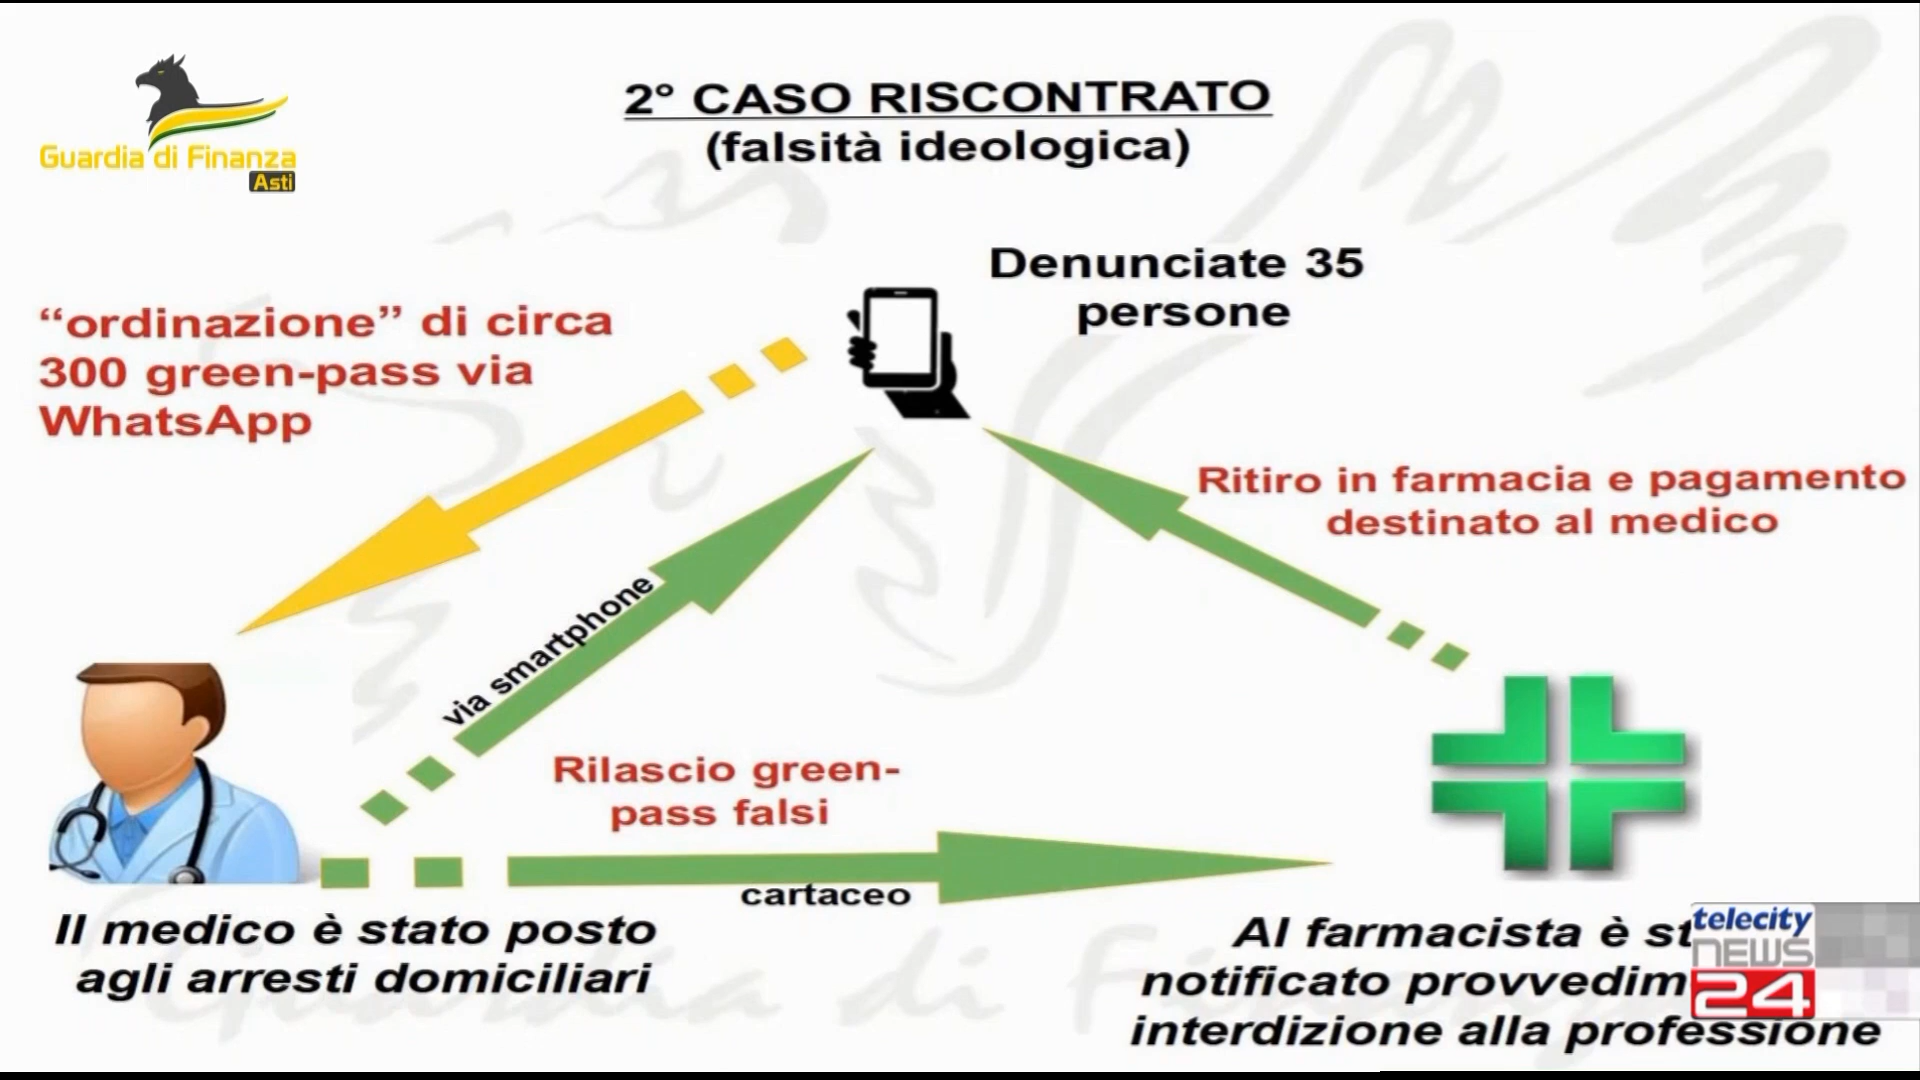 Guardia di Finanza
Asti
2° CASO RISCONTRATO
(falsità ideologica)
Denunciate 35
persone
“ordinazione” di circa
300 green-pass via
WhatsApp
Ritiro in farmacia e pagamento
destinato al medico
via smartphone
Rilascio green-
pass falsi
cartaceo
Il medico è stato posto
agli arresti domiciliari
Al farmacista è
notificato
interdizione alla professione
telecity
NEWS
24
Guardia di